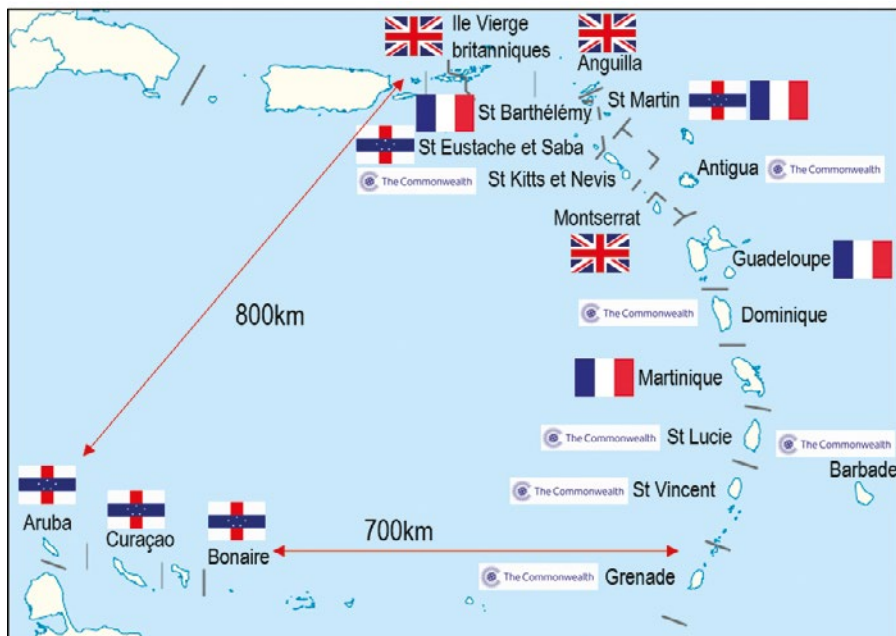 Ile Vierge
britanniques
Anguilla
St Barthélémy
St Martin
St Eustache et Saba
The Commonwealth
St Kitts et Nevis
Antigua
The Commonwealth
Montserrat
Guadeloupe
800km
The Commonwealth
Dominique
Martinique
The Commonwealth
St Lucie
The Commonwealth
Barbade
The Commonwealth
St Vincent
Aruba
Curaçao
Bonaire
700km
The Commonwealth
Grenade